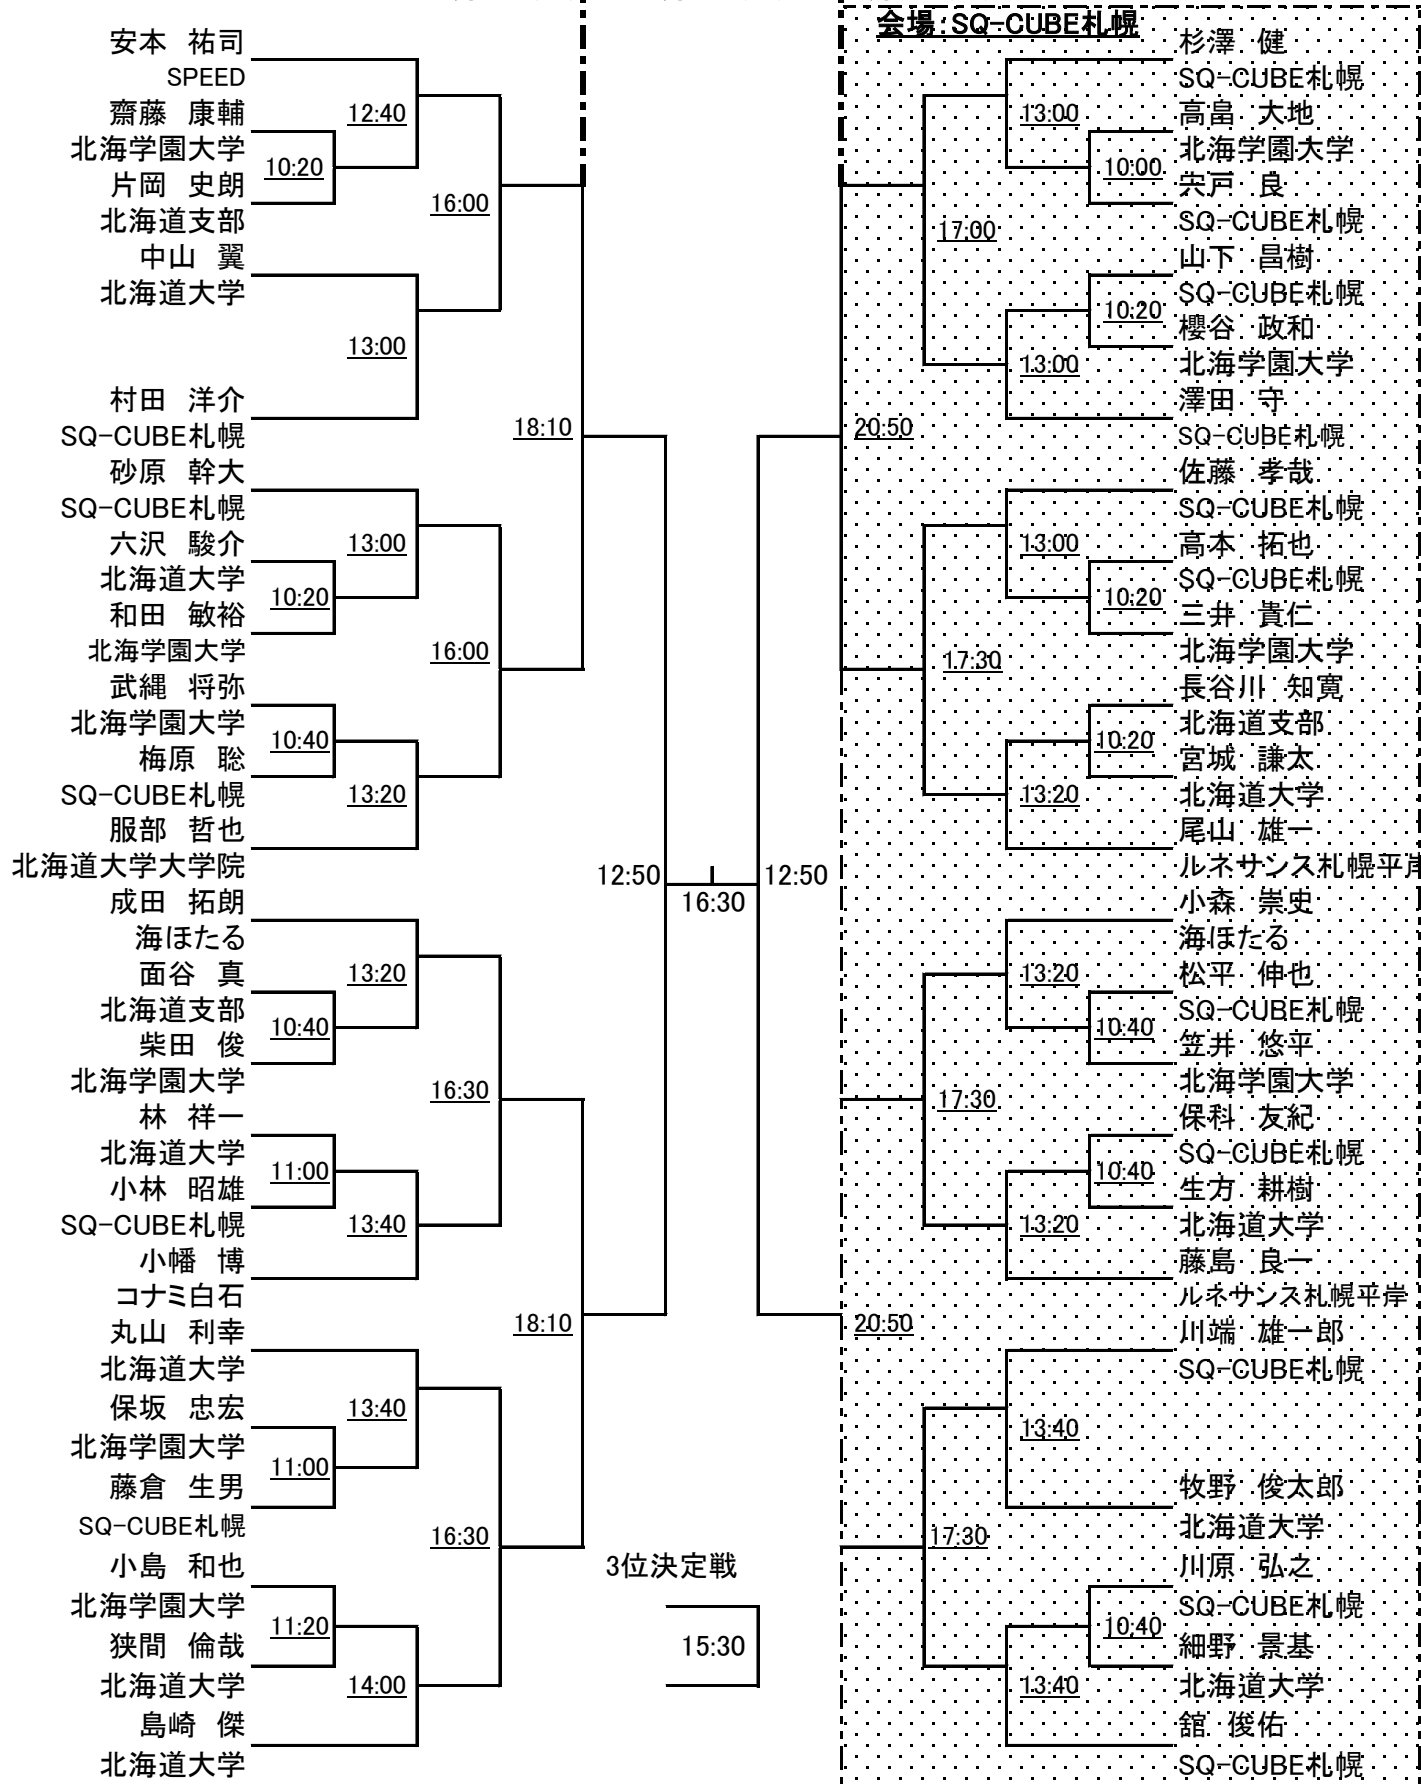 会場：SQ-CUBE札幌
安本　祐司
SPEED
12:40
齋藤　康輔
北海学園大学
10:20
片岡　史朗
北海道支部
16:00
中山　翼
北海道大学
13:00
村田　洋介
SQ-CUBE札幌
18:10
砂原　幹大
SQ-CUBE札幌
13:00
六沢　駿介
北海道大学
10:20
和田　敏裕
北海学園大学
16:00
武縄　将弥
北海学園大学
10:40
梅原　聡
SQ-CUBE札幌
13:20
服部　哲也
北海道大学大学院
成田　拓朗
海ほたる
13:20
面谷　真
北海道支部
10:40
柴田　俊
北海学園大学
16:30
林　祥一
北海道大学
11:00
小林　昭雄
SQ-CUBE札幌
13:40
小幡　博
コナミ白石
18:10
丸山　利幸
北海道大学
13:40
保坂　忠宏
北海学園大学
11:00
藤倉　生男
SQ-CUBE札幌
16:30
小島　和也
北海学園大学
11:20
狭間　倫哉
北海道大学
14:00
島崎　傑
北海道大学
12:50
16:30
12:50
3位決定戦
15:30
杉澤　健
SQ-CUBE札幌
13:00
高畠　大地
北海学園大学
10:00
宍戸　良
SQ-CUBE札幌
17:00
山下　昌樹
SQ-CUBE札幌
10:20
櫻谷　政和
北海学園大学
13:00
澤田　守
SQ-CUBE札幌
20:50
佐藤　孝哉
SQ-CUBE札幌
13:00
高本　拓也
SQ-CUBE札幌
10:20
三井　貴仁
北海学園大学
17:30
長谷川　知寛
北海道支部
10:20
宮城　謙太
北海道大学
13:20
尾山　雄一
ルネサンス札幌平岸
小森　崇史
海ほたる
13:20
松平　伸也
SQ-CUBE札幌
10:40
笠井　悠平
北海学園大学
17:30
保科　友紀
SQ-CUBE札幌
10:40
生方　耕樹
北海道大学
13:20
藤島　良一
ルネサンス札幌平岸
20:50
川端　雄一郎
SQ-CUBE札幌
13:40
牧野　俊太郎
北海道大学
17:30
川原　弘之
SQ-CUBE札幌
10:40
細野　景基
北海道大学
13:40
舘　俊佑
SQ-CUBE札幌